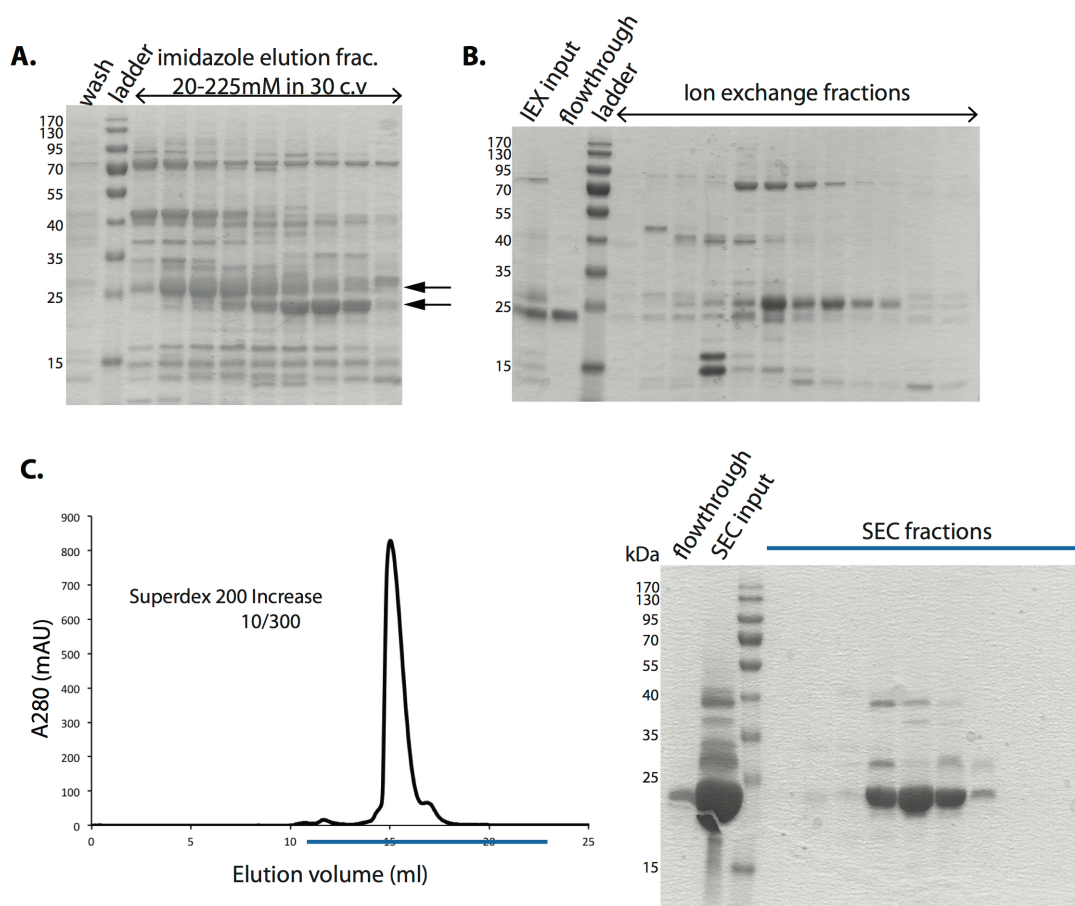 A.
wash
ladder
imidazole elution frac.
20-225mM in 30 c.v
170
130
95
70
55
40
35
25
15
B.
IEX input
flowthrough
ladder
Ion exchange fractions
170
130
95
70
55
40
35
25
15
C.
900
800
700
600
500
400
300
200
100
0
A280 (mAU)
Superdex 200 Increase
10/300
0 5 10 15 20 25
Elution volume (ml)
flowthrough
SEC input
SEC fractions
kDa
170
130
95
70
55
40
35
25
15